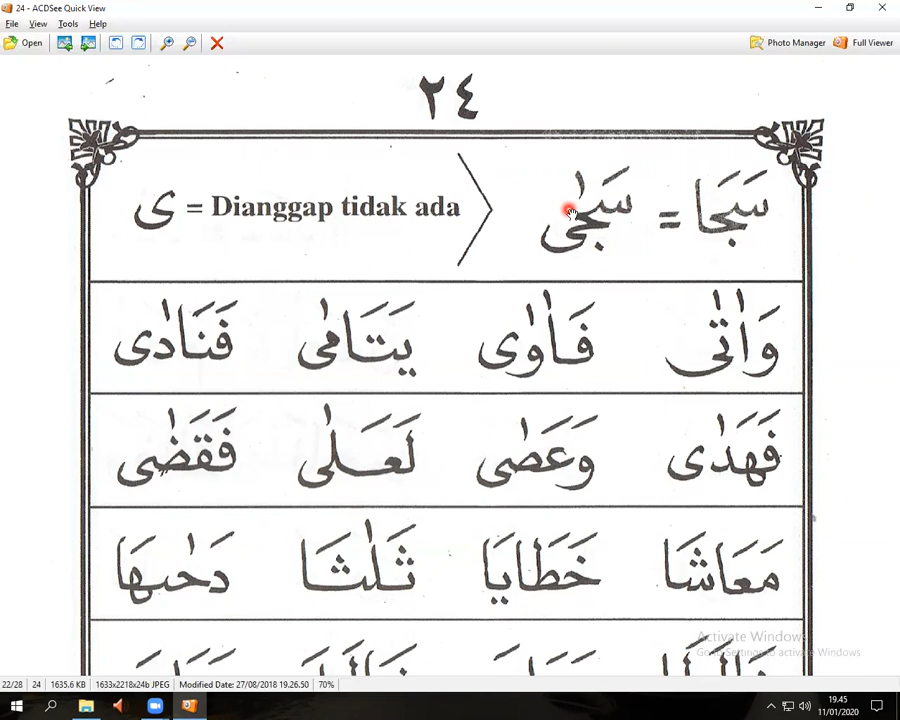 24 - ACDSee Quick View
File View Tools Help
Open Photo Manager Full Viewer
٢٤
سَجَا = سَجٰى ى = Dianggap tidak ada
وَاٰتٰى فَاٰوٰى يَتَامٰى فَنَادٰى
فَهَدٰى وَعَصٰى لَعَلٰى فَقَضٰى
مَعَاشَا خَطَايَا ثَلٰثَا دَحٰىهَا
Activate Windows
Go to Settings to activate Windows.
22/28 24 1635.6 KB 1633x2218x24b JPEG Modified Date: 27/08/2018 19.26.50 70%
19.45
11/01/2020